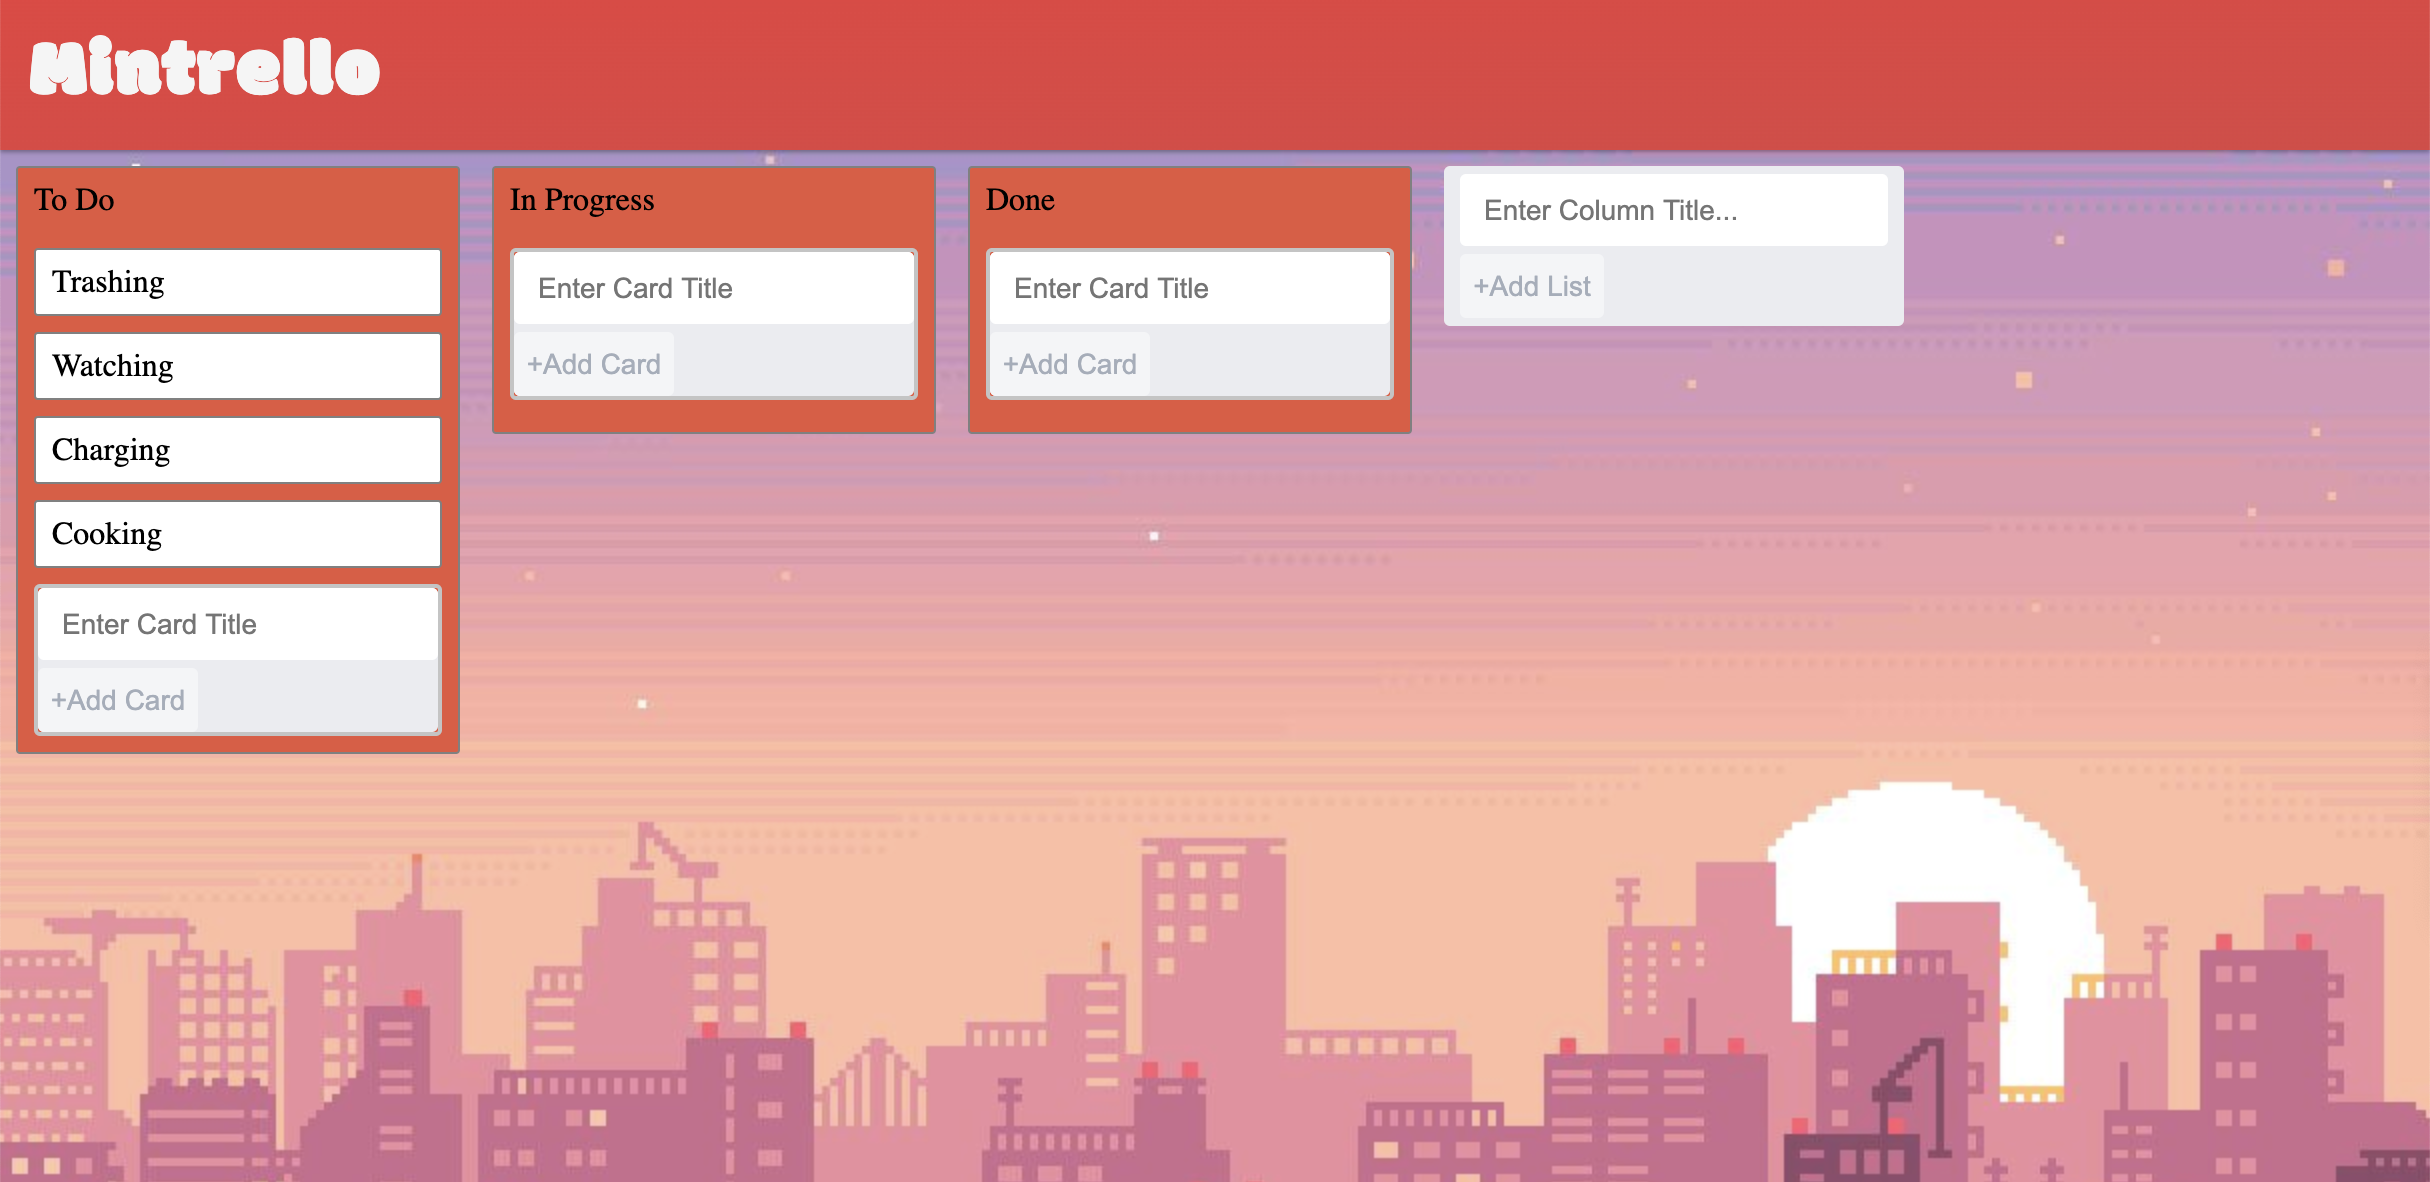 Mintrello
To Do
Trashing
Watching
Charging
Cooking
Enter Card Title
+Add Card
In Progress
Enter Card Title
+Add Card
Done
Enter Card Title
+Add Card
Enter Column Title...
+Add List